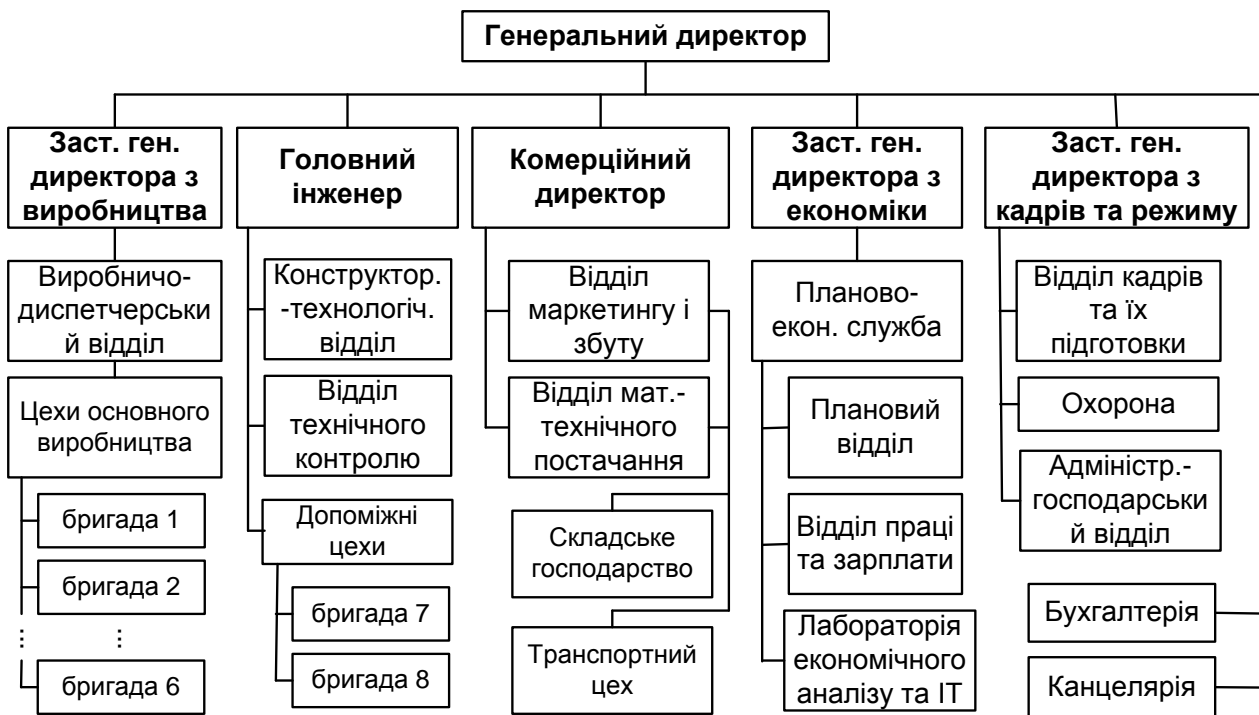 Генеральний директор
Заст. ген.
директора з
виробництва
Головний
інженер
Комерційний
директор
Заст. ген.
директора з
економіки
Заст. ген.
директора з
кадрів та режиму
Виробничо-
диспетчерськи
й відділ
Цехи основного
виробництва
бригада 1
бригада 2
⋮
⋮
бригада 6
Конструктор.
-технологіч.
відділ
Відділ
технічного
контролю
Допоміжні
цехи
бригада 7
бригада 8
Відділ
маркетингу і
збуту
Відділ мат.-
технічного
постачання
Складське
господарство
Транспортний
цех
Планово-
екон. служба
Плановий
відділ
Відділ праці
та зарплати
Лабораторія
економічного
аналізу та ІТ
Відділ кадрів
та їх
підготовки
Охорона
Адміністр.-
господарськи
й відділ
Бухгалтерія
Канцелярія